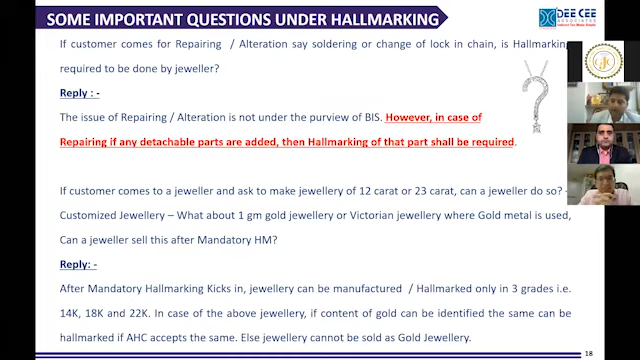 SOME IMPORTANT QUESTIONS UNDER HALLMARKING
DEE CEE
ASSOCIATES
If customer comes for Repairing / Alteration say soldering or change of lock in chain, is Hallmarking
required to be done by jeweller?
Reply : -
The issue of Repairing / Alteration is not under the purview of BIS. However, in case of
Repairing if any detachable parts are added, then Hallmarking of that part shall be required.
If customer comes to a jeweller and ask to make jewellery of 12 carat or 23 carat, can a jeweller do so? –
Customized Jewellery – What about 1 gm gold jewellery or Victorian jewellery where Gold metal is used,
Can a jeweller sell this after Mandatory HM?
Reply: -
After Mandatory Hallmarking Kicks in, jewellery can be manufactured / Hallmarked only in 3 grades i.e.
14K, 18K and 22K. In case of the above jewellery, if content of gold can be identified the same can be
hallmarked if AHC accepts the same. Else jewellery cannot be sold as Gold Jewellery.
18